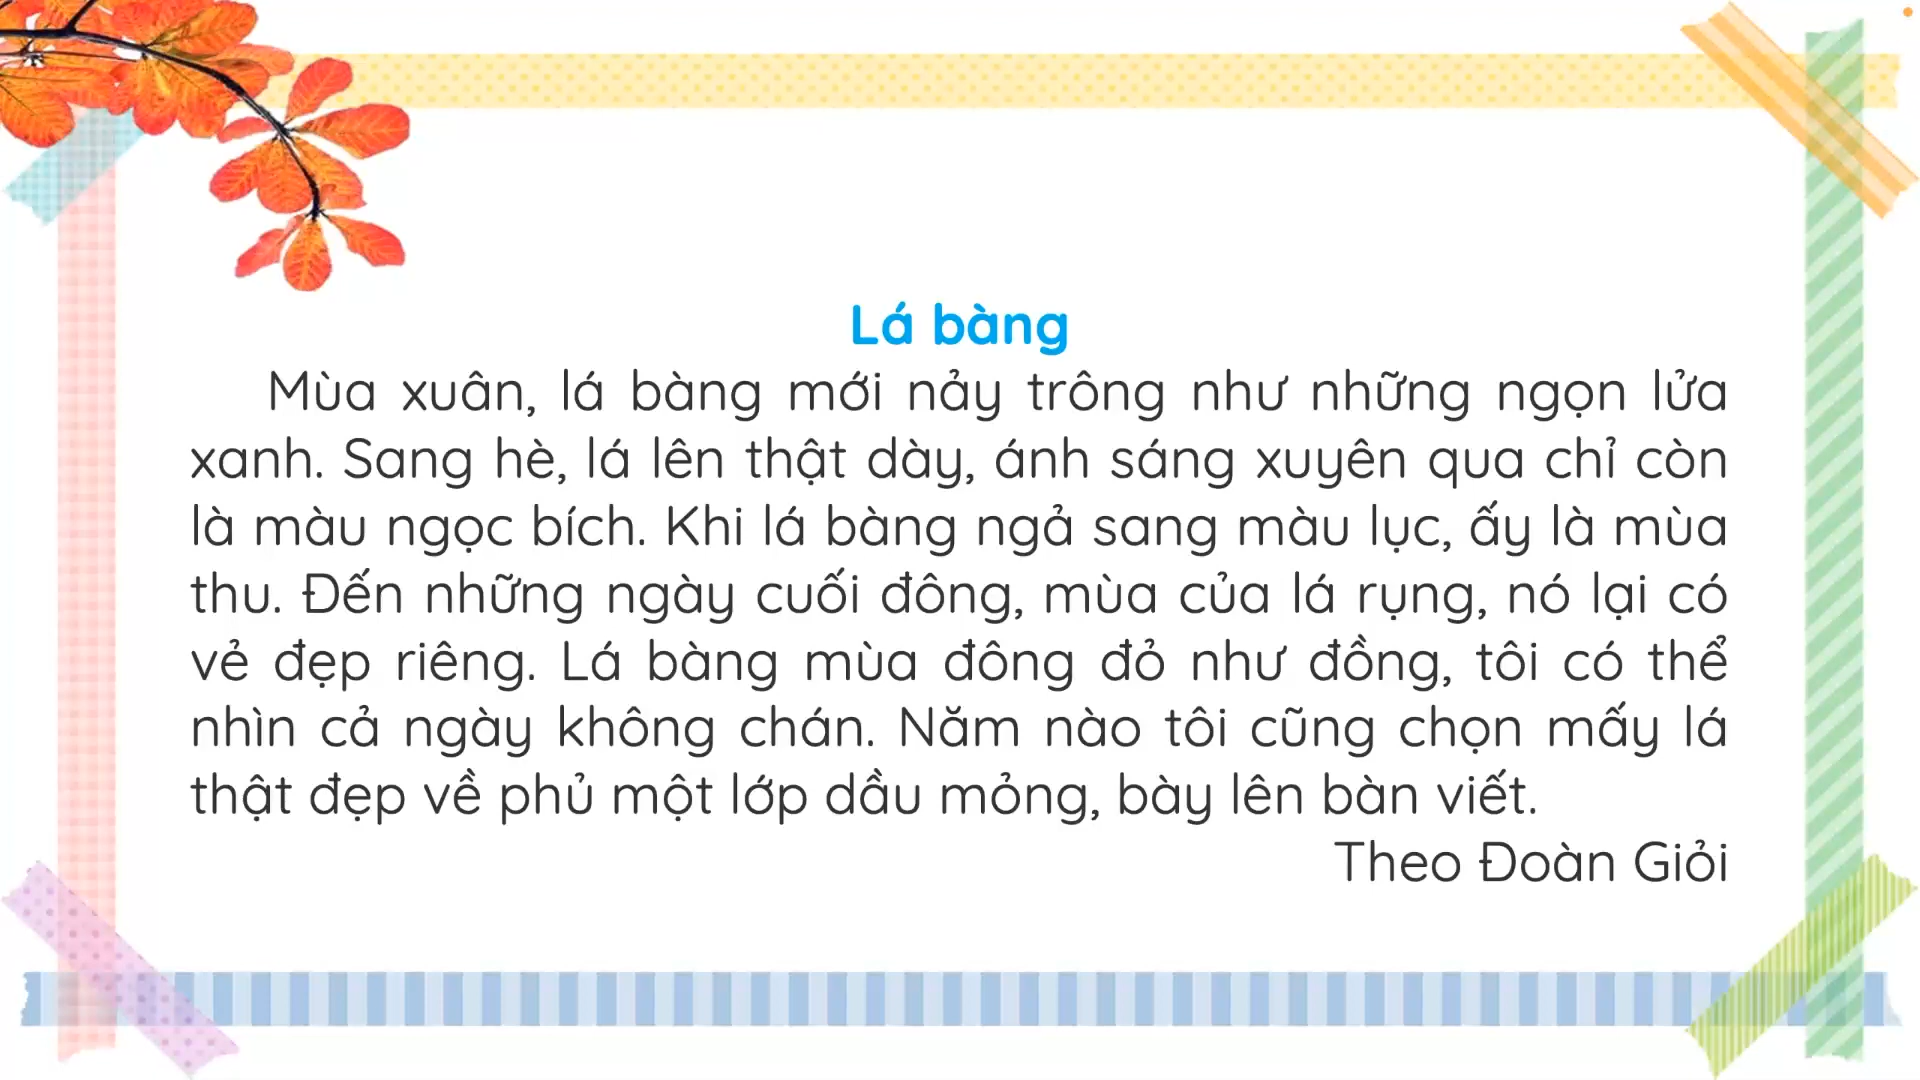 Lá bàng
Mùa xuân, lá bàng mới nảy trông như những ngọn lửa
xanh. Sang hè, lá lên thật dày, ánh sáng xuyên qua chỉ còn
là màu ngọc bích. Khi lá bàng ngả sang màu lục, ấy là mùa
thu. Đến những ngày cuối đông, mùa của lá rụng, nó lại có
vẻ đẹp riêng. Lá bàng mùa đông đỏ như đồng, tôi có thể
nhìn cả ngày không chán. Năm nào tôi cũng chọn mấy lá
thật đẹp về phủ một lớp dầu mỏng, bày lên bàn viết.
Theo Đoàn Giỏi